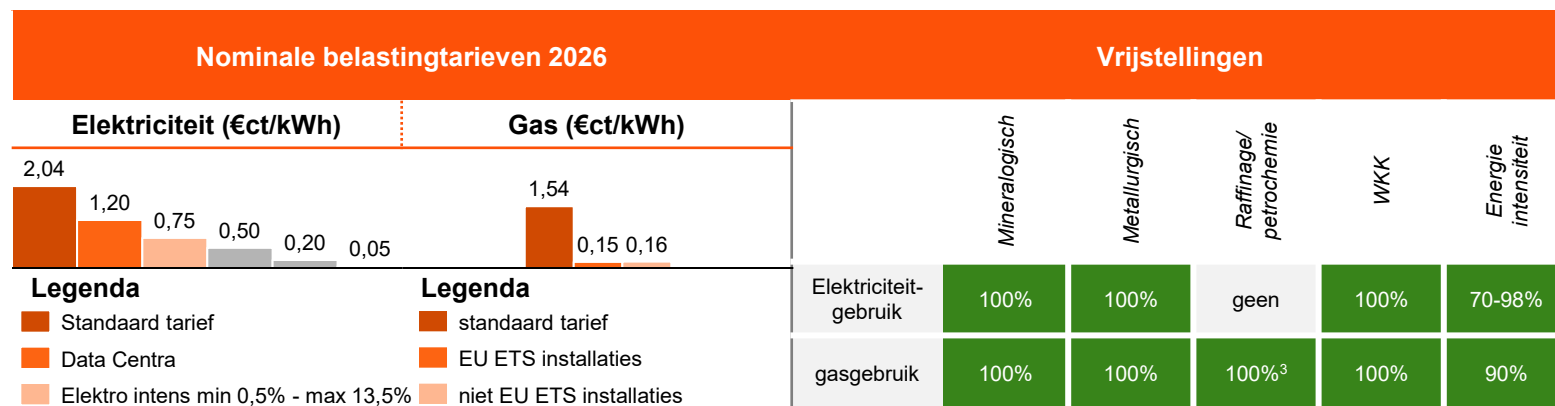 Nominale belastingtarieven 2026
Vrijstellingen
Elektriciteit (€ct/kWh)
Gas (€ct/kWh)
Mineralogisch
Metallurgisch
Raffinage/
petrochemie
WKK
Energie
intensiteit
2,04
1,20
0,75
0,50
0,20
0,05
1,54
0,15
0,16
Legenda
Standaard tarief
Data Centra
Elektro intens min 0,5% - max 13,5%
Legenda
standaard tarief
EU ETS installaties
niet EU ETS installaties
Elektriciteit-
gebruik
100%
100%
geen
100%
70-98%
gasgebruik
100%
100%
100%³
100%
90%